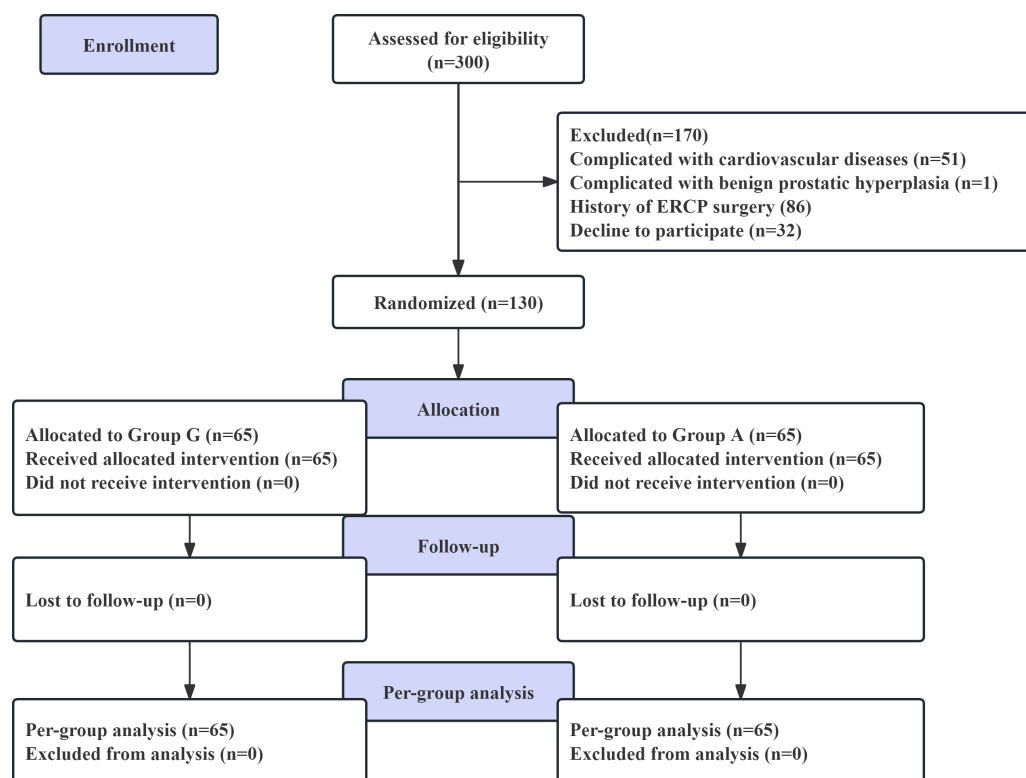 Enrollment
Assessed for eligibility
(n=300)
Excluded(n=170)
Complicated with cardiovascular diseases (n=51)
Complicated with benign prostatic hyperplasia (n=1)
History of ERCP surgery (86)
Decline to participate (n=32)
Randomized (n=130)
Allocation
Allocated to Group G (n=65)
Received allocated intervention (n=65)
Did not receive intervention (n=0)
Allocated to Group A (n=65)
Received allocated intervention (n=65)
Did not receive intervention (n=0)
Follow-up
Lost to follow-up (n=0)
Lost to follow-up (n=0)
Per-group analysis
Per-group analysis (n=65)
Excluded from analysis (n=0)
Per-group analysis (n=65)
Excluded from analysis (n=0)